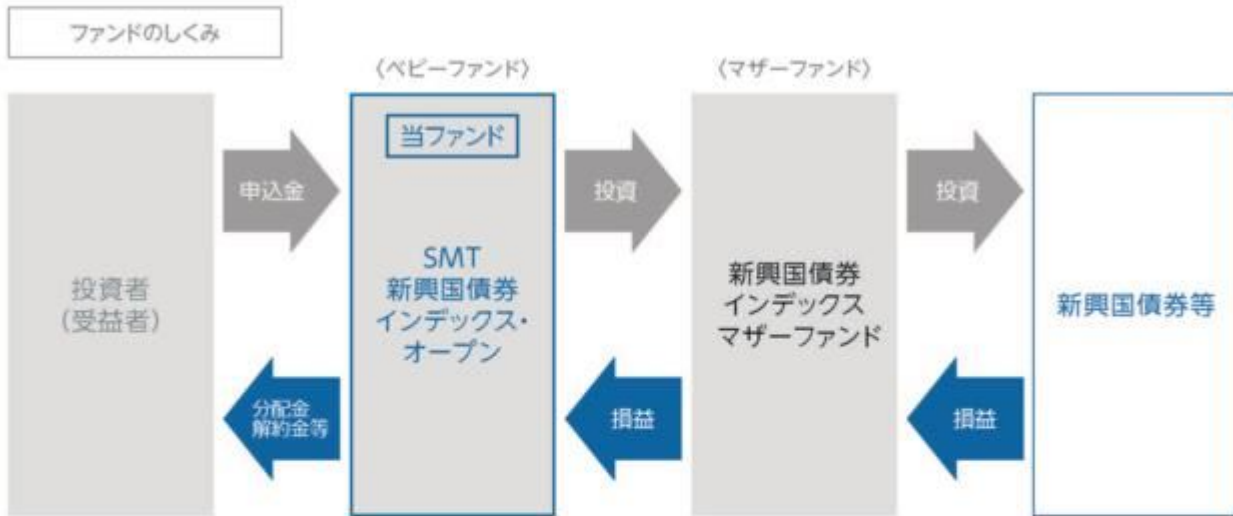 ファンドのしくみ
〈ベビーファンド〉
〈マザーファンド〉
投資者
（受益者）
申込金
分配金
解約金等
当ファンド
SMT
新興国債券
インデックス・
オープン
投資
損益
新興国債券
インデックス
マザーファンド
投資
損益
新興国債券等